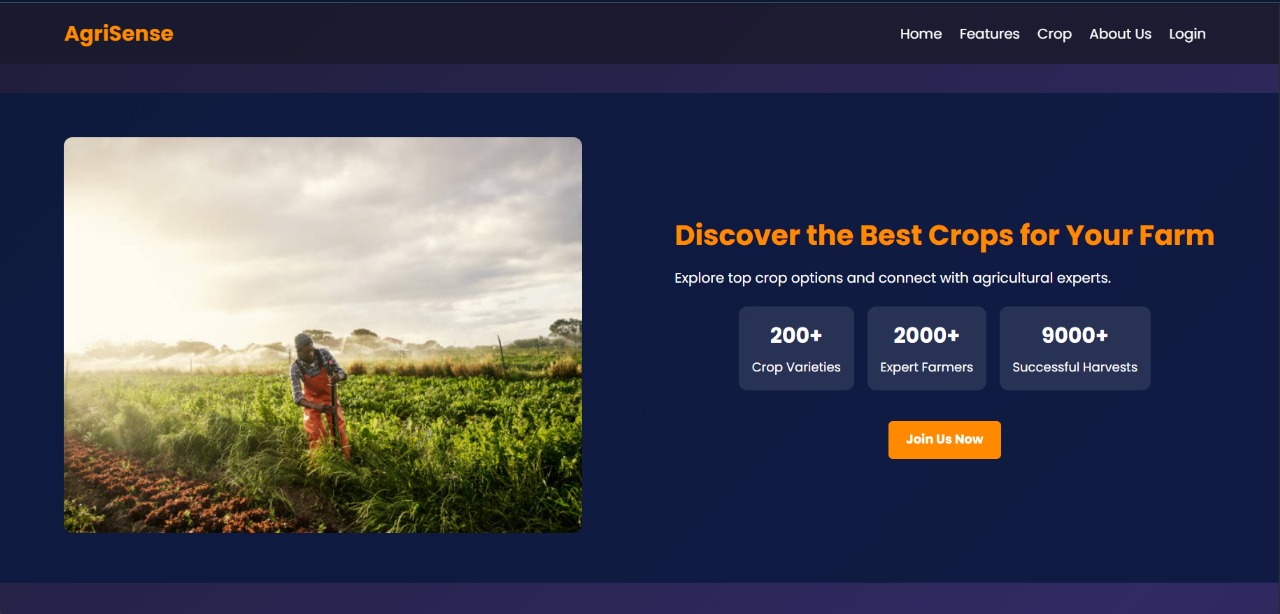 AgriSense
Home Features Crop About Us Login
Discover the Best Crops for Your Farm
Explore top crop options and connect with agricultural experts.
200+ 2000+ 9000+
Crop Varieties Expert Farmers Successful Harvests
Join Us Now